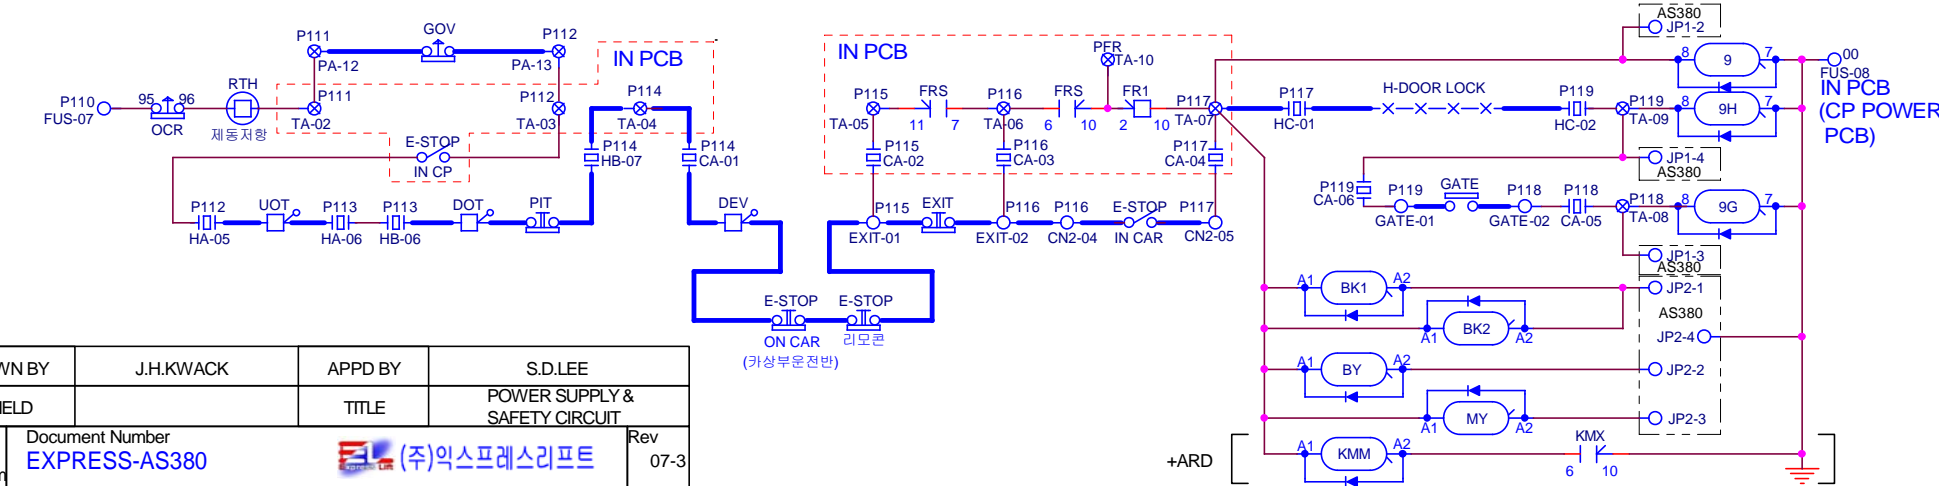 P110
FUS-07
95 96
OCR
RTH
제동저항
P111
PA-12
GOV
P112
PA-13
P111
TA-02
P112
TA-03
IN PCB
P114
TA-04
E-STOP
IN CP
P114
HB-07
P114
CA-01
P112
HA-05
UOT
P113
HA-06
P113
HB-06
DOT
PIT
DEV
E-STOP
ON CAR
(카상부운전반)
E-STOP
리모콘
IN PCB
P115
TA-05
FRS
11 7
P116
TA-06
FRS
6 10
PFR
TA-10
FR1
2 10
P117
TA-07
P115
CA-02
P116
CA-03
P117
CA-04
P115
EXIT-01
EXIT
P116
EXIT-02
P116
CN2-04
E-STOP
IN CAR
P117
CN2-05
P117
HC-01
H-DOOR LOCK
P119
HC-02
P119
TA-09
AS380
JP1-2
8 9 7
00
FUS-08
IN PCB
(CP POWER
PCB)
8 9H 7
JP1-4
AS380
P119
CA-06
P119
GATE-01
GATE
P118
GATE-02
P118
CA-05
P118
TA-08
8 9G 7
JP1-3
AS380
A1 BK1 A2
JP2-1
AS380
A1 BK2 A2
JP2-4
A1 BY A2
JP2-2
A1 MY A2
JP2-3
+ARD
A1 KMM A2
KMX
6 10
WN BY J.H.KWACK APPD BY S.D.LEE
IELD TITLE POWER SUPPLY &
SAFETY CIRCUIT
Document Number
EXPRESS-AS380
EL Express Lift (주)익스프레스리프트
Rev
07-3